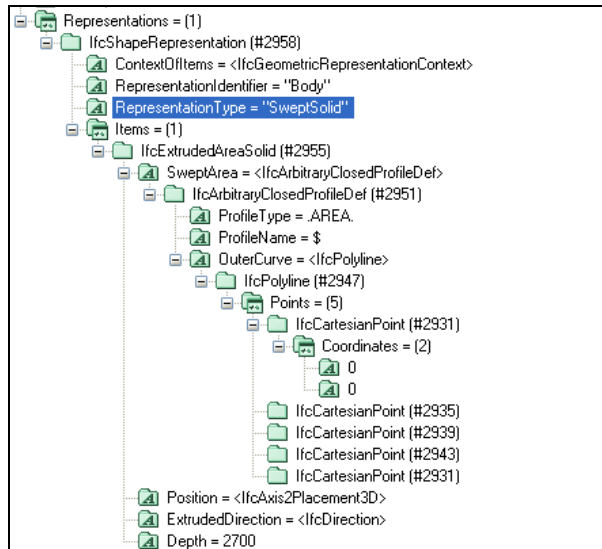 Representations = (1)
IfcShapeRepresentation (#2958)
ContextOfItems = <IfcGeometricRepresentationContext>
RepresentationIdentifier = "Body"
RepresentationType = "SweptSolid"
Items = (1)
IfcExtrudedAreaSolid (#2955)
SweptArea = <IfcArbitraryClosedProfileDef>
IfcArbitraryClosedProfileDef (#2951)
ProfileType = .AREA.
ProfileName = $
OuterCurve = <IfcPolyline>
IfcPolyline (#2947)
Points = (5)
IfcCartesianPoint (#2931)
Coordinates = (2)
0
0
IfcCartesianPoint (#2935)
IfcCartesianPoint (#2939)
IfcCartesianPoint (#2943)
IfcCartesianPoint (#2931)
Position = <IfcAxis2Placement3D>
ExtrudedDirection = <IfcDirection>
Depth = 2700